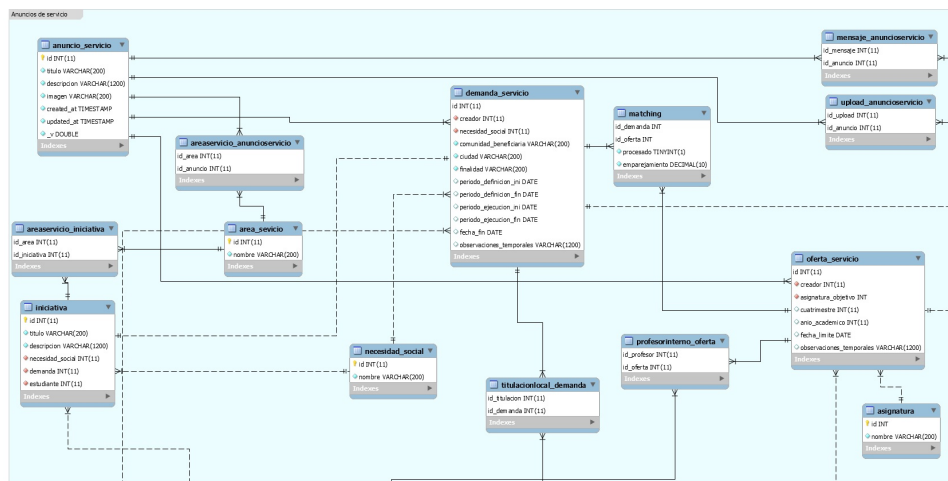 Anuncios de servicio
anuncio_servicio
id INT(11)
titulo VARCHAR(200)
descripcion VARCHAR(1200)
imagen VARCHAR(200)
created_at TIMESTAMP
updated_at TIMESTAMP
_v DOUBLE
Indexes
mensaje_anuncioservicio
id_mensaje INT(11)
id_anuncio INT(11)
Indexes
demanda_servicio
id INT(11)
creador INT(11)
necesidad_social INT(11)
comunidad_beneficiaria VARCHAR(200)
ciudad VARCHAR(200)
finalidad VARCHAR(200)
periodo_definicion_ini DATE
periodo_definicion_fin DATE
periodo_ejecucion_ini DATE
periodo_ejecucion_fin DATE
fecha_fin DATE
observaciones_temporales VARCHAR(1200)
Indexes
matching
id_demanda INT
id_oferta INT
procesado TINYINT(1)
emparejamiento DECIMAL(10)
Indexes
upload_anuncioservicio
id_upload INT(11)
id_anuncio INT(11)
Indexes
areaservicio_anuncioservicio
id_area INT(11)
id_anuncio INT(11)
Indexes
areaservicio_iniciativa
id_area INT(11)
id_iniciativa INT(11)
Indexes
area_sevicio
id INT(11)
nombre VARCHAR(200)
Indexes
oferta_servicio
id INT(11)
creador INT(11)
asignatura_objetivo INT
cuatrimestre INT(11)
anio_academico INT(11)
fecha_limite DATE
observaciones_temporales VARCHAR(1200)
Indexes
iniciativa
id INT(11)
titulo VARCHAR(200)
descripcion VARCHAR(1200)
necesidad_social INT(11)
demanda INT(11)
estudiante INT(11)
Indexes
necesidad_social
id INT(11)
nombre VARCHAR(200)
Indexes
profesorinterno_oferta
id_profesor INT(11)
id_oferta INT(11)
Indexes
titulacionlocal_demanda
id_titulacion INT(11)
id_demanda INT(11)
Indexes
asignatura
id INT
nombre VARCHAR(200)
Indexes